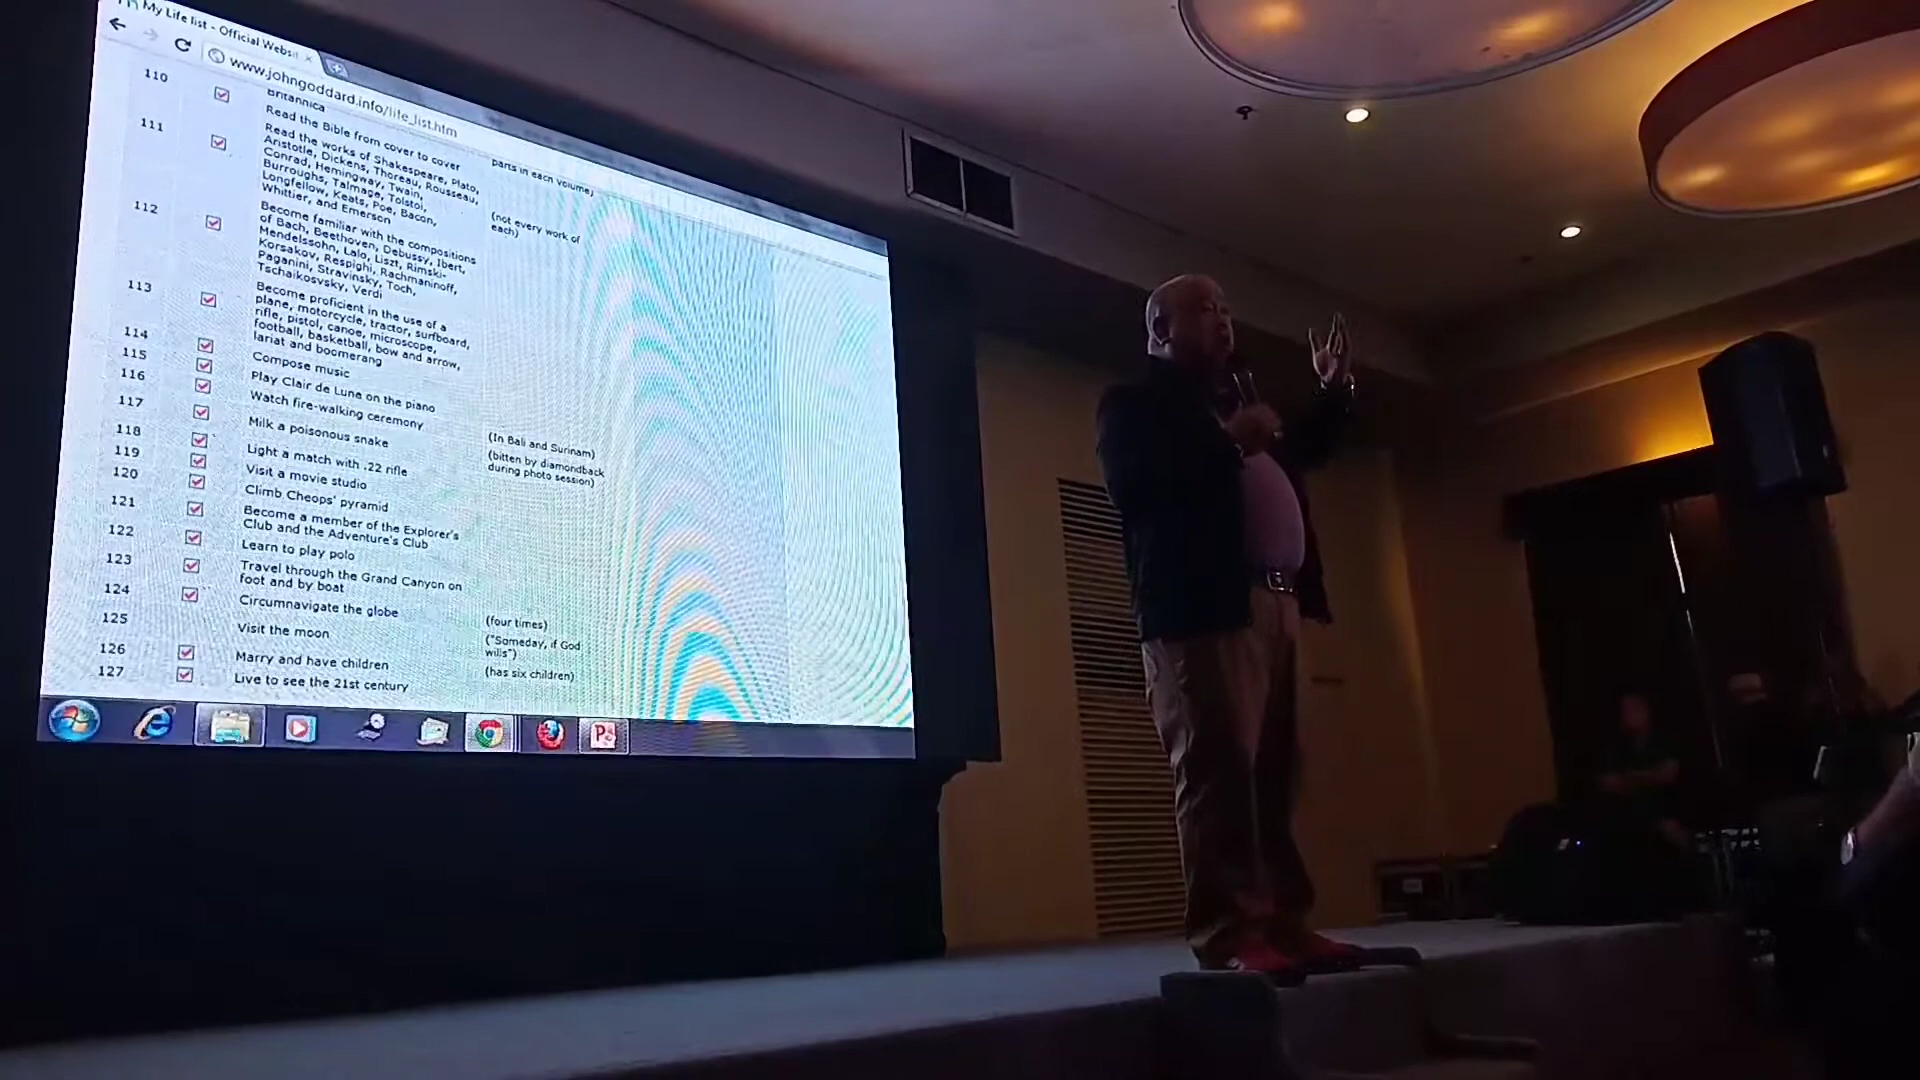 My Life list - Official Websi
www.johngoddard.info/life_list.htm
110
Britannica
parts in each volume)
Read the Bible from cover to cover
111
Read the works of Shakespeare, Plato,
Aristotle, Dickens, Thoreau, Rousseau,
Conrad, Hemingway, Twain,
Burroughs, Talmage, Tolstoi,
Longfellow, Keats, Poe, Bacon,
Whittier, and Emerson
(not every work of
each)
112
Become familiar with the compositions
of Bach, Beethoven, Debussy, Ibert,
Mendelssohn, Lalo, Liszt, Rimski-
Korsakov, Respighi, Rachmaninoff,
Paganini, Stravinsky, Toch,
Tschaikosvsky, Verdi
113
Become proficient in the use of a
plane, motorcycle, tractor, surfboard,
rifle, pistol, canoe, microscope,
football, basketball, bow and arrow,
lariat and boomerang
114
Compose music
115
Play Clair de Lune on the piano
116
Watch fire-walking ceremony
(In Bali and Surinam)
117
Milk a poisonous snake
(bitten by diamondback
during photo session)
118
Light a match with .22 rifle
119
Visit a movie studio
120
Climb Cheops' pyramid
121
Become a member of the Explorer's
Club and the Adventure's Club
122
Learn to play polo
123
Travel through the Grand Canyon on
foot and by boat
124
Circumnavigate the globe
(four times)
125
Visit the moon
("Someday, if God
wills")
126
Marry and have children
(has six children)
127
Live to see the 21st century